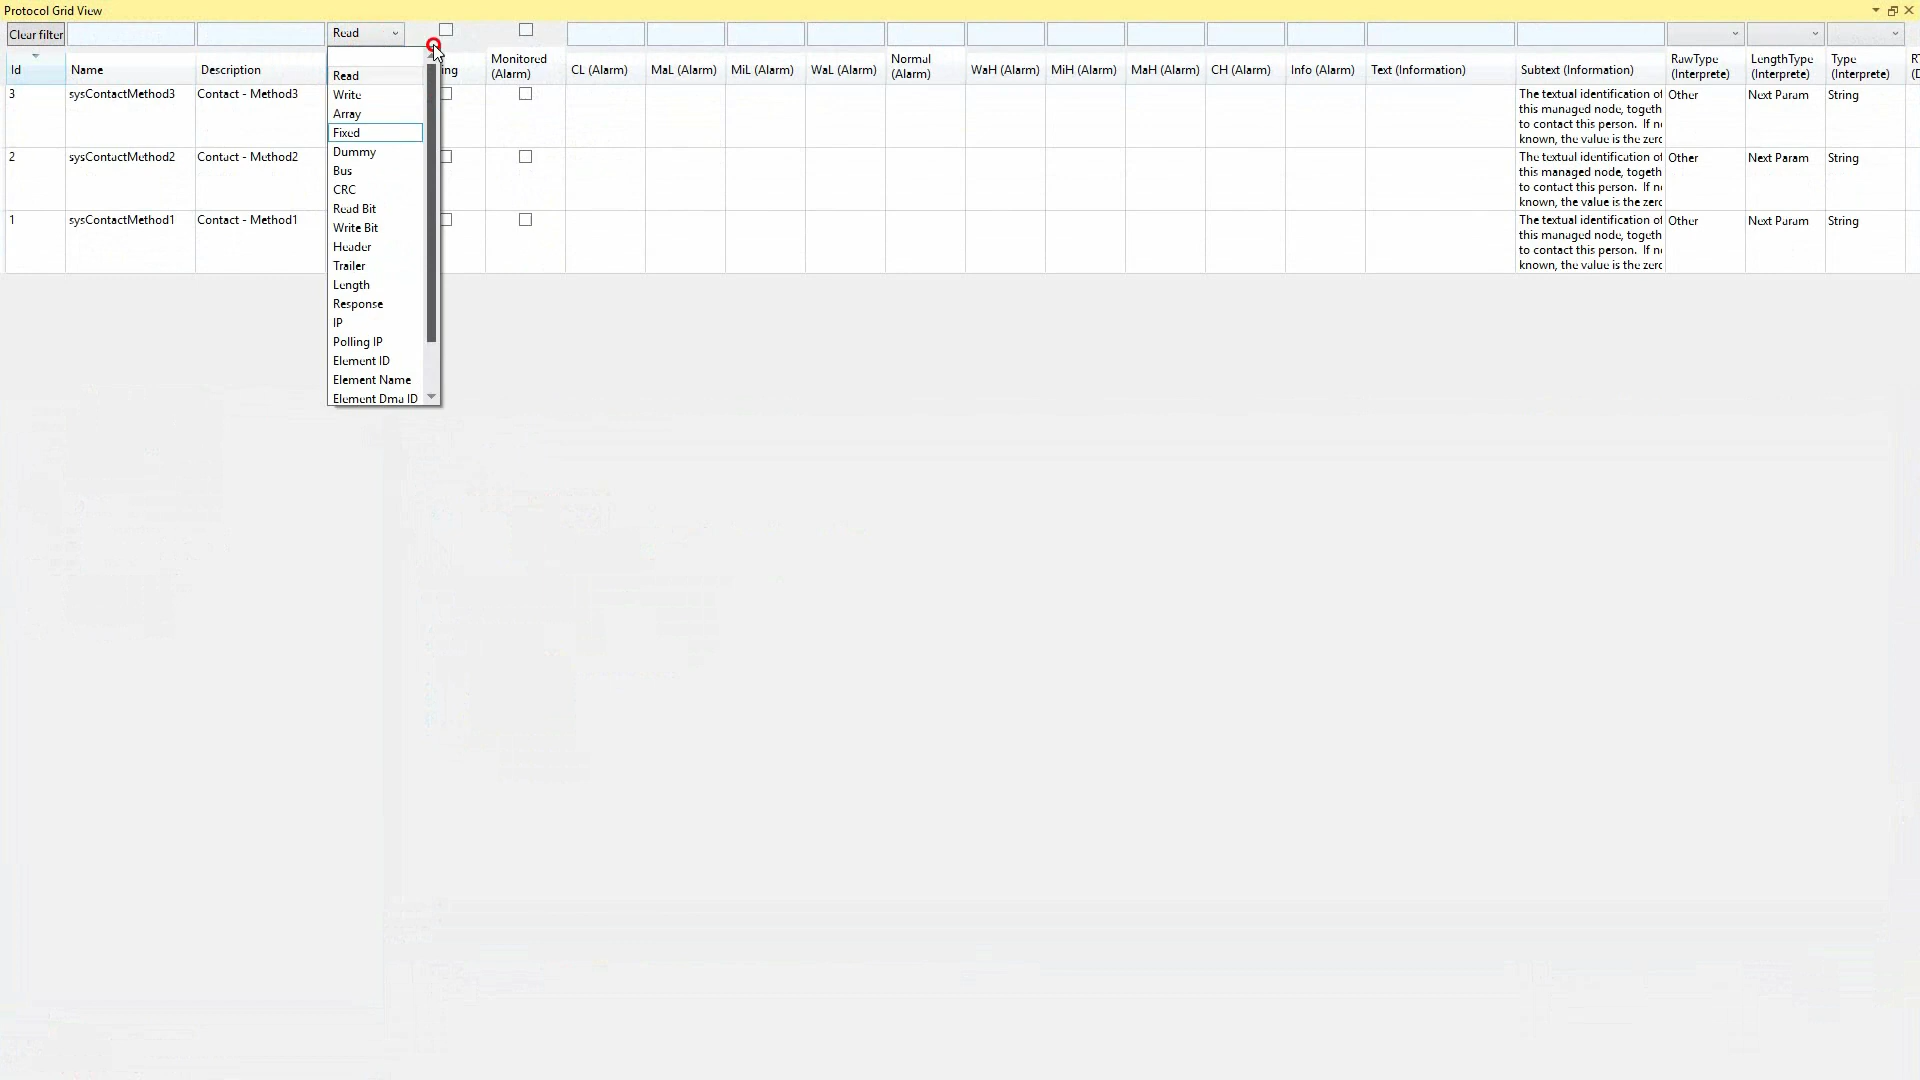 Protocol Grid View
Clear filter
Read
Id
Name
Description
ing
Monitored
(Alarm)
CL (Alarm)
MaL (Alarm)
MiL (Alarm)
WaL (Alarm)
Normal
(Alarm)
WaH (Alarm)
MiH (Alarm)
MaH (Alarm)
CH (Alarm)
Info (Alarm)
Text (Information)
Subtext (Information)
RawType
(Interprete)
LengthType
(Interprete)
Type
(Interprete)
3
sysContactMethod3
Contact - Method3
The textual identification of
this managed node, togeth
to contact this person. If n
known, the value is the zero
Other
Next Param
String
2
sysContactMethod2
Contact - Method2
The textual identification of
this managed node, togeth
to contact this person. If n
known, the value is the zero
Other
Next Param
String
1
sysContactMethod1
Contact - Method1
The textual identification of
this managed node, togeth
to contact this person. If n
known, the value is the zero
Other
Next Param
String
Read
Write
Array
Fixed
Dummy
Bus
CRC
Read Bit
Write Bit
Header
Trailer
Length
Response
IP
Polling IP
Element ID
Element Name
Element Dma ID